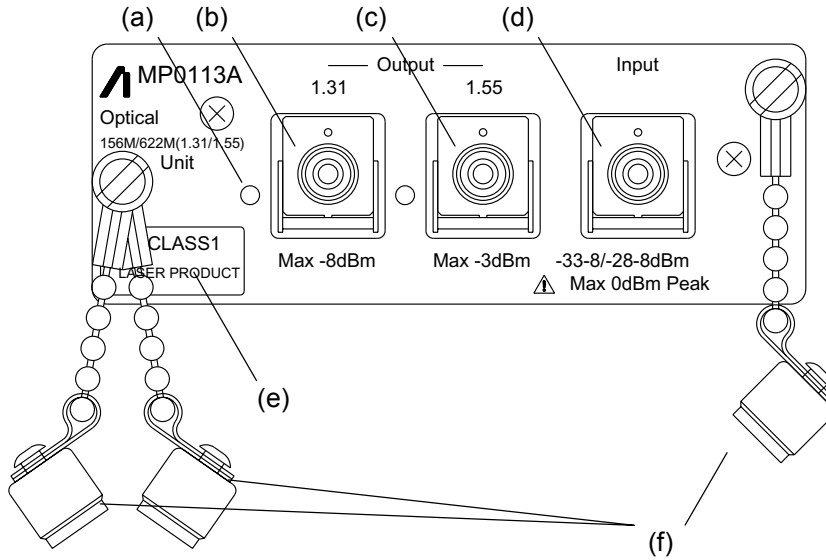 (a) (b) (c) (d)
MP0113A
Output
Input
1.31 1.55
Optical
156M/622M(1.31/1.55)
Unit
CLASS1
LASER PRODUCT
Max -8dBm
Max -3dBm
-33-8/-28-8dBm
Max 0dBm Peak
(e)
(f)